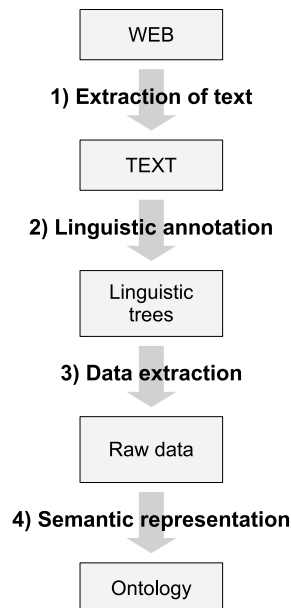 WEB
1) Extraction of text
TEXT
2) Linguistic annotation
Linguistic
trees
3) Data extraction
Raw data
4) Semantic representation
Ontology